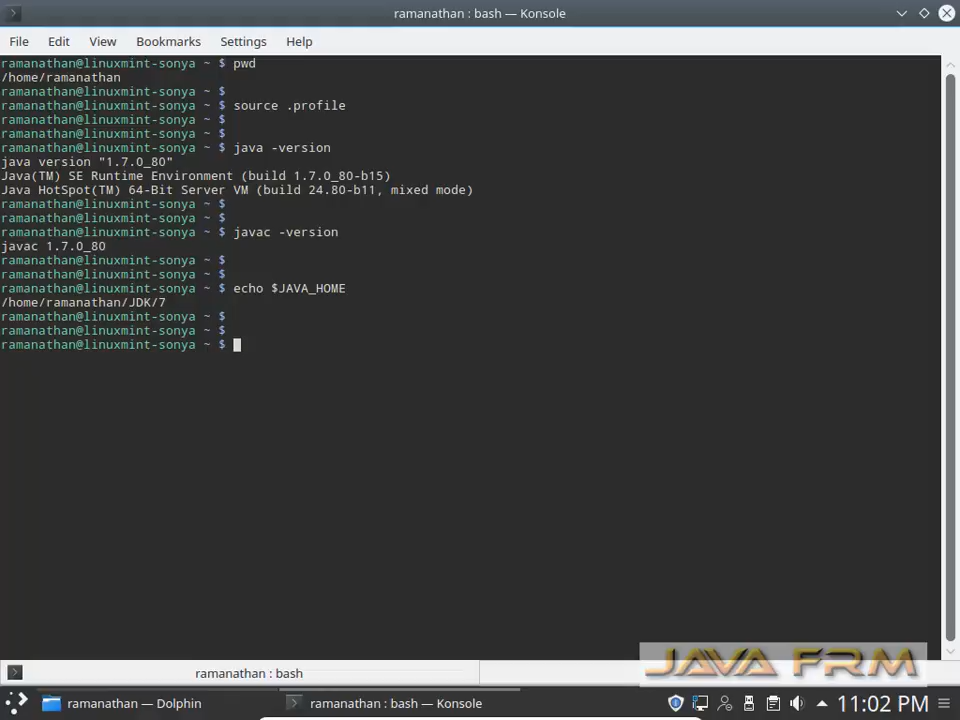 ramanathan : bash — Konsole
File Edit View Bookmarks Settings Help
ramanathan@linuxmint-sonya ~ $ pwd
/home/ramanathan
ramanathan@linuxmint-sonya ~ $
ramanathan@linuxmint-sonya ~ $ source .profile
ramanathan@linuxmint-sonya ~ $
ramanathan@linuxmint-sonya ~ $
ramanathan@linuxmint-sonya ~ $ java -version
java version "1.7.0_80"
Java(TM) SE Runtime Environment (build 1.7.0_80-b15)
Java HotSpot(TM) 64-Bit Server VM (build 24.80-b11, mixed mode)
ramanathan@linuxmint-sonya ~ $
ramanathan@linuxmint-sonya ~ $
ramanathan@linuxmint-sonya ~ $ javac -version
javac 1.7.0_80
ramanathan@linuxmint-sonya ~ $
ramanathan@linuxmint-sonya ~ $
ramanathan@linuxmint-sonya ~ $ echo $JAVA_HOME
/home/ramanathan/JDK/7
ramanathan@linuxmint-sonya ~ $
ramanathan@linuxmint-sonya ~ $
ramanathan@linuxmint-sonya ~ $
JAVA FRM
ramanathan : bash
ramanathan — Dolphin ramanathan : bash — Konsole 11:02 PM